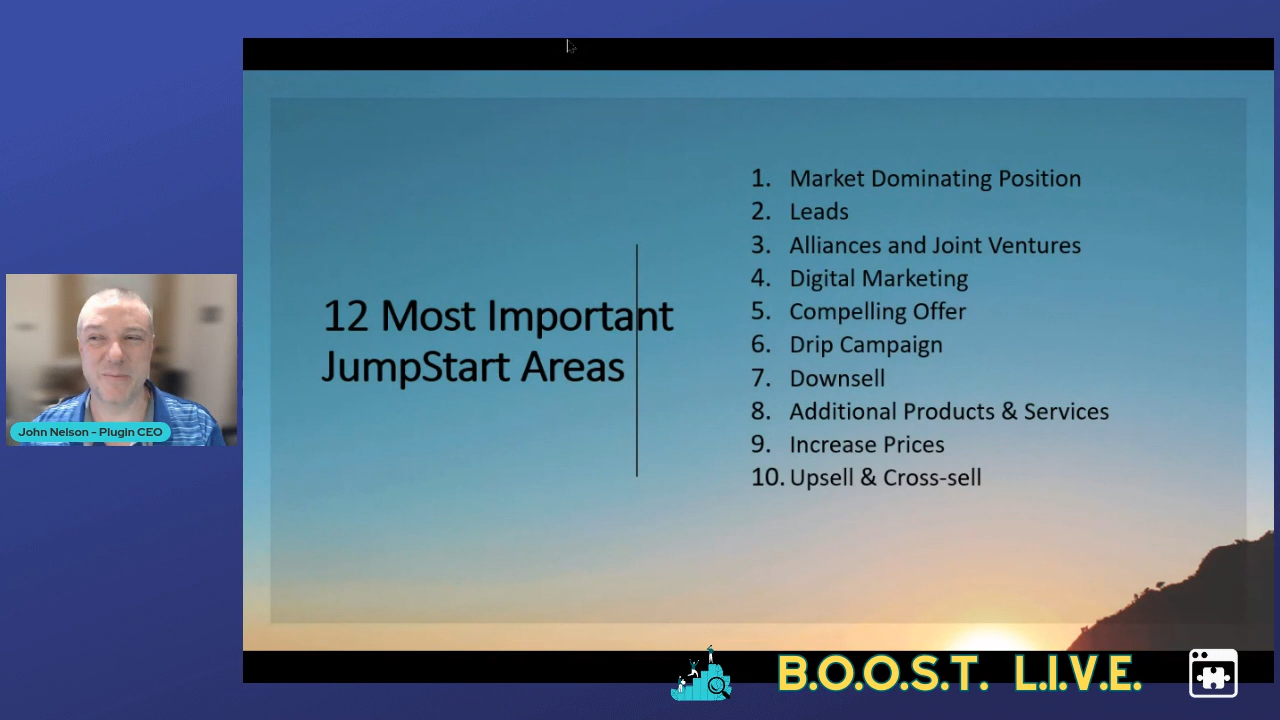 12 Most Important
JumpStart Areas
1. Market Dominating Position
2. Leads
3. Alliances and Joint Ventures
4. Digital Marketing
5. Compelling Offer
6. Drip Campaign
7. Downsell
8. Additional Products & Services
9. Increase Prices
10. Upsell & Cross-sell
John Nelson - Plugin CEO
B.O.O.S.T. L.I.V.E.